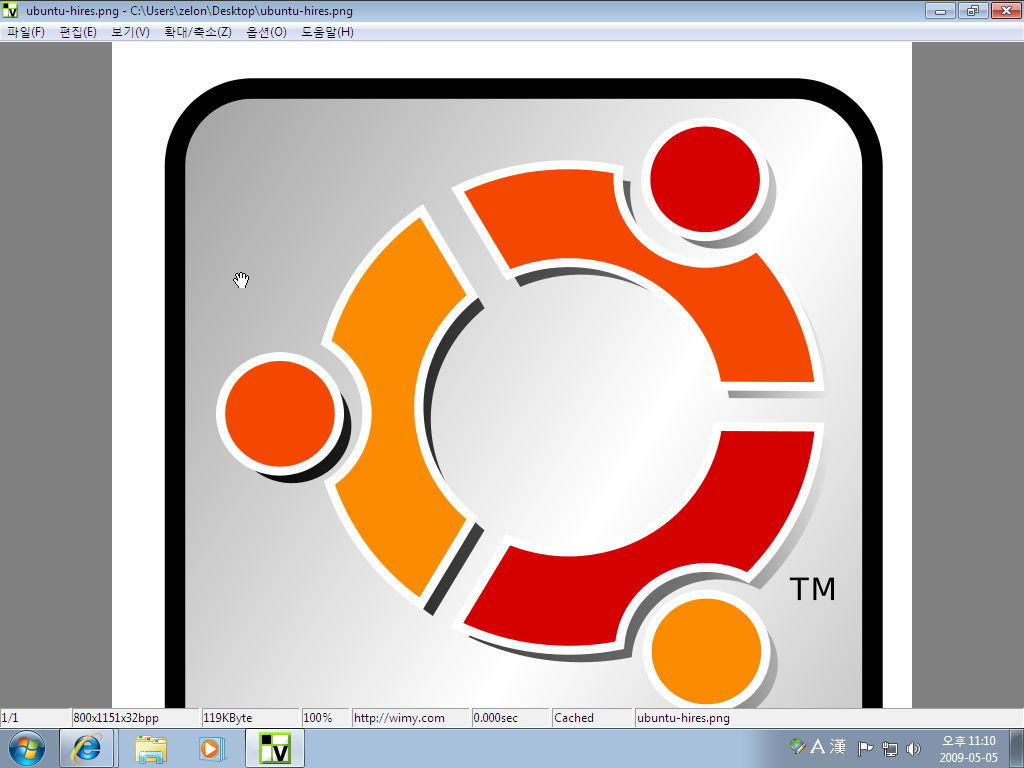 ubuntu-hires.png - C:\Users\zelon\Desktop\ubuntu-hires.png
파일(F) 편집(E) 보기(V) 확대/축소(Z) 옵션(O) 도움말(H)
TM
1/1 800x1151x32bpp 119KByte 100% http://wimy.com 0.000sec Cached ubuntu-hires.png
A 漢 오후 11:10
2009-05-05